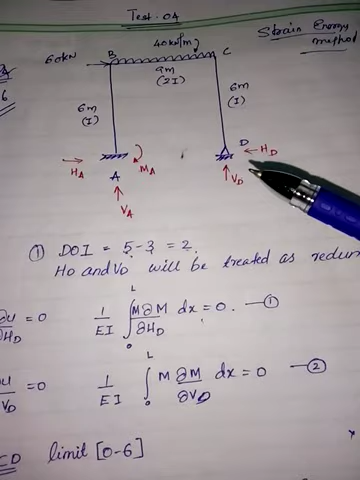 Test-04
Strain Energy method
60kN
B
40kN/m
C
9m
(2I)
6m
(I)
6m
(I)
HA
MA
A
VA
D
HD
VD
① DOI = 5-3 = 2.
HD and VD will be treated as redun
∂U/∂HD = 0 1/EI ∫₀ᴸ M∂M/∂HD dx = 0. — ①
∂U/∂VD = 0 1/EI ∫₀ᴸ M ∂M/∂VD dx = 0 — ②
CD limit [0-6]